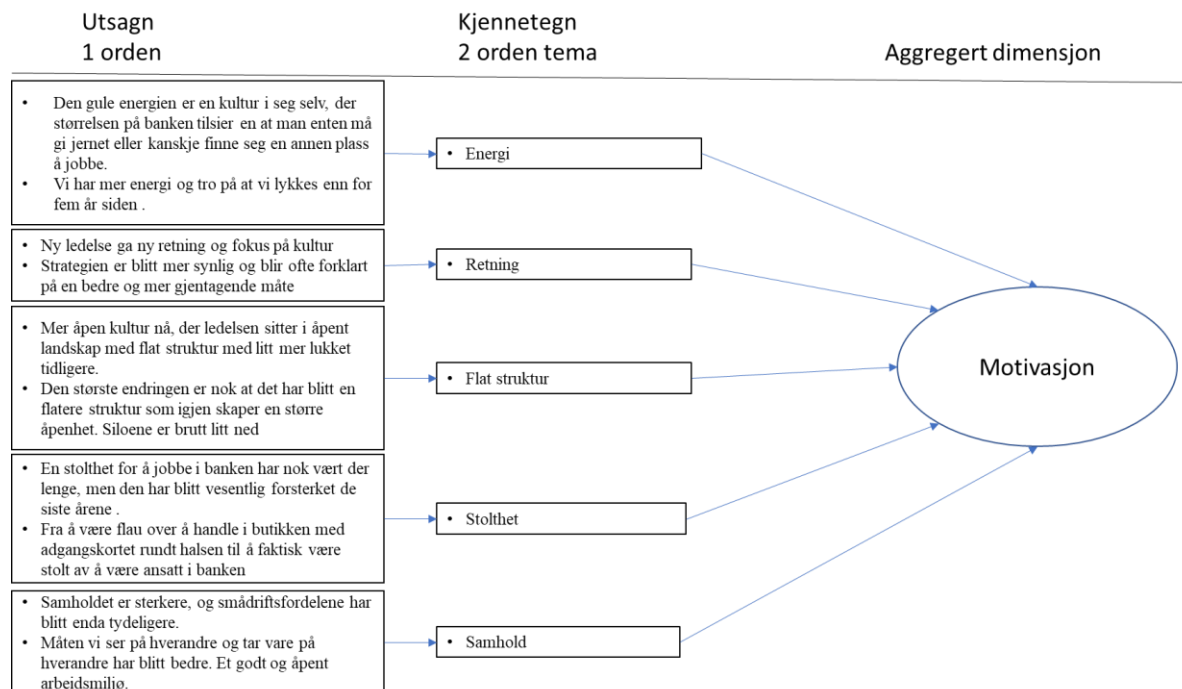 Utsagn
1 orden
Kjennetegn
2 orden tema
Aggregert dimensjon
• Den gule energien er en kultur i seg selv, der
størrelsen på banken tilsier en at man enten må
gi jernet eller kanskje finne seg en annen plass
å jobbe.
• Vi har mer energi og tro på at vi lykkes enn for
fem år siden .
• Energi
• Ny ledelse ga ny retning og fokus på kultur
• Strategien er blitt mer synlig og blir ofte forklart
på en bedre og mer gjentagende måte
• Retning
• Mer åpen kultur nå, der ledelsen sitter i åpent
landskap med flat struktur med litt mer lukket
tidligere.
• Den største endringen er nok at det har blitt en
flatere struktur som igjen skaper en større
åpenhet. Siloene er brutt litt ned
• Flat struktur
Motivasjon
• En stolthet for å jobbe i banken har nok vært der
lenge, men den har blitt vesentlig forsterket de
siste årene .
• Fra å være flau over å handle i butikken med
adgangskortet rundt halsen til å faktisk være
stolt av å være ansatt i banken
• Stolthet
• Samholdet er sterkere, og smådriftsfordelene har
blitt enda tydeligere.
• Måten vi ser på hverandre og tar vare på
hverandre har blitt bedre. Et godt og åpent
arbeidsmiljø.
• Samhold